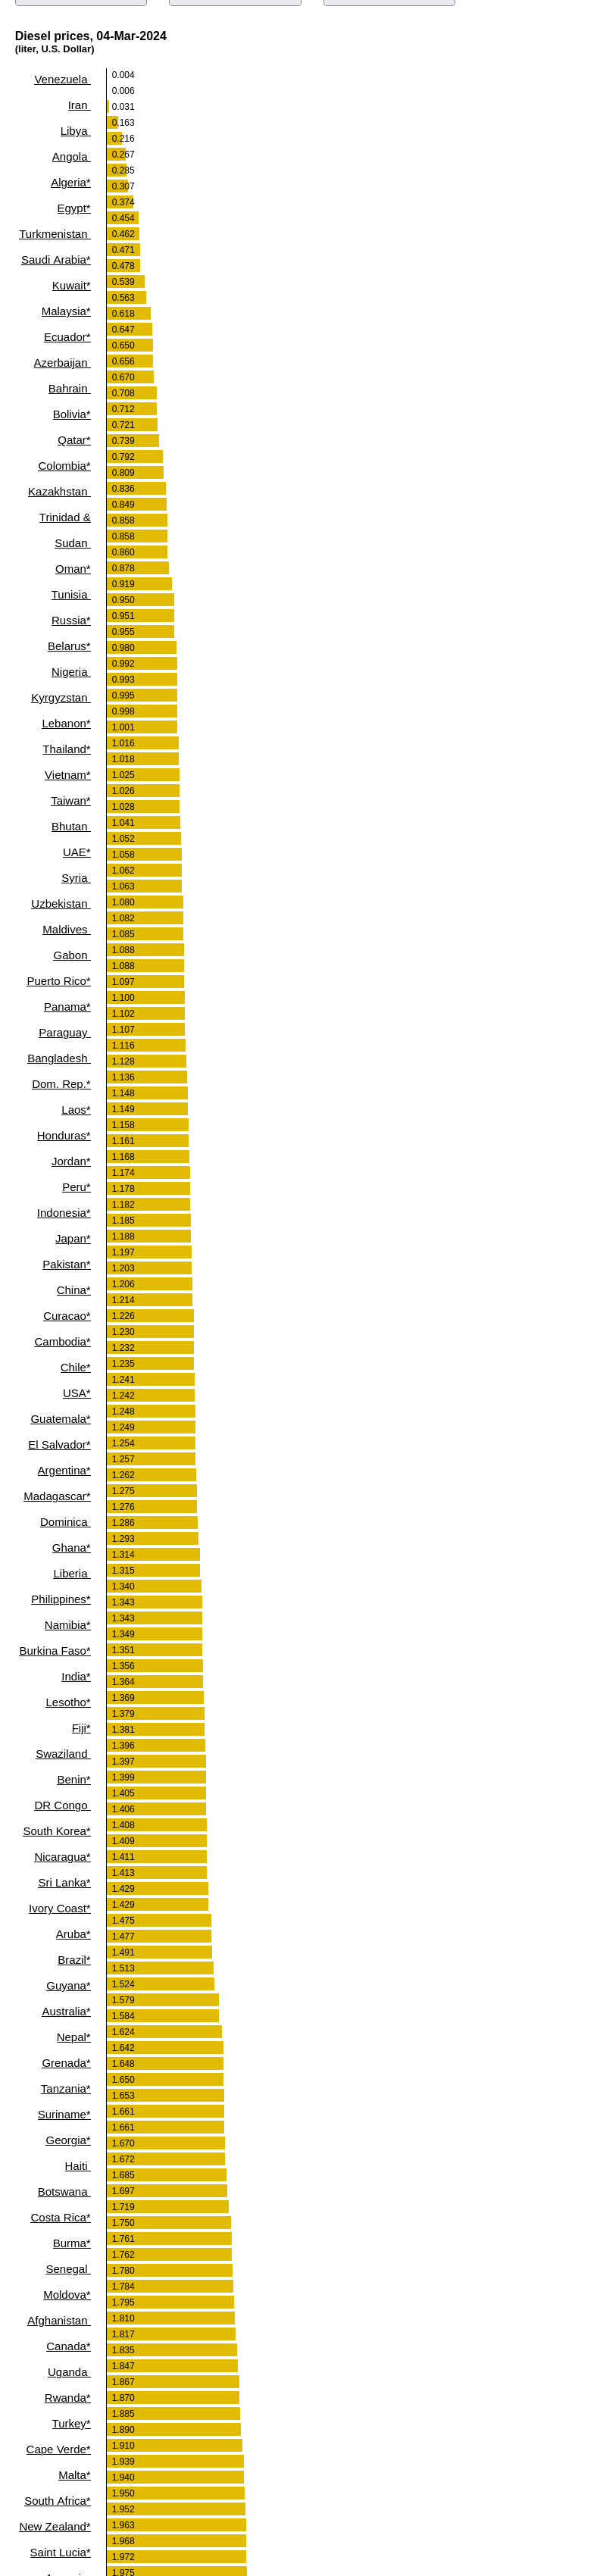 Diesel prices, 04-Mar-2024
(liter, U.S. Dollar)
Venezuela
Iran
Libya
Angola
Algeria*
Egypt*
Turkmenistan
Saudi Arabia*
Kuwait*
Malaysia*
Ecuador*
Azerbaijan
Bahrain
Bolivia*
Qatar*
Colombia*
Kazakhstan
Trinidad &
Sudan
Oman*
Tunisia
Russia*
Belarus*
Nigeria
Kyrgyzstan
Lebanon*
Thailand*
Vietnam*
Taiwan*
Bhutan
UAE*
Syria
Uzbekistan
Maldives
Gabon
Puerto Rico*
Panama*
Paraguay
Bangladesh
Dom. Rep.*
Laos*
Honduras*
Jordan*
Peru*
Indonesia*
Japan*
Pakistan*
China*
Curacao*
Cambodia*
Chile*
USA*
Guatemala*
El Salvador*
Argentina*
Madagascar*
Dominica
Ghana*
Liberia
Philippines*
Namibia*
Burkina Faso*
India*
Lesotho*
Fiji*
Swaziland
Benin*
DR Congo
South Korea*
Nicaragua*
Sri Lanka*
Ivory Coast*
Aruba*
Brazil*
Guyana*
Australia*
Nepal*
Grenada*
Tanzania*
Suriname*
Georgia*
Haiti
Botswana
Costa Rica*
Burma*
Senegal
Moldova*
Afghanistan
Canada*
Uganda
Rwanda*
Turkey*
Cape Verde*
Malta*
South Africa*
New Zealand*
Saint Lucia*
0.004
0.006
0.031
0.163
0.216
0.267
0.285
0.307
0.374
0.454
0.462
0.471
0.478
0.539
0.563
0.618
0.647
0.650
0.656
0.670
0.708
0.712
0.721
0.739
0.792
0.809
0.836
0.849
0.858
0.858
0.860
0.878
0.919
0.950
0.951
0.955
0.980
0.992
0.993
0.995
0.998
1.001
1.016
1.018
1.025
1.026
1.028
1.041
1.052
1.058
1.062
1.063
1.080
1.082
1.085
1.088
1.088
1.097
1.100
1.102
1.107
1.116
1.128
1.136
1.148
1.149
1.158
1.161
1.168
1.174
1.178
1.182
1.185
1.188
1.197
1.203
1.206
1.214
1.226
1.230
1.232
1.235
1.241
1.242
1.248
1.249
1.254
1.257
1.262
1.275
1.276
1.286
1.293
1.314
1.315
1.340
1.343
1.343
1.349
1.351
1.356
1.364
1.369
1.379
1.381
1.396
1.397
1.399
1.405
1.406
1.408
1.409
1.411
1.413
1.429
1.429
1.475
1.477
1.491
1.513
1.524
1.579
1.584
1.624
1.642
1.648
1.650
1.653
1.661
1.661
1.670
1.672
1.685
1.697
1.719
1.750
1.761
1.762
1.780
1.784
1.795
1.810
1.817
1.835
1.847
1.867
1.870
1.885
1.890
1.910
1.939
1.940
1.950
1.952
1.963
1.968
1.972
1.975